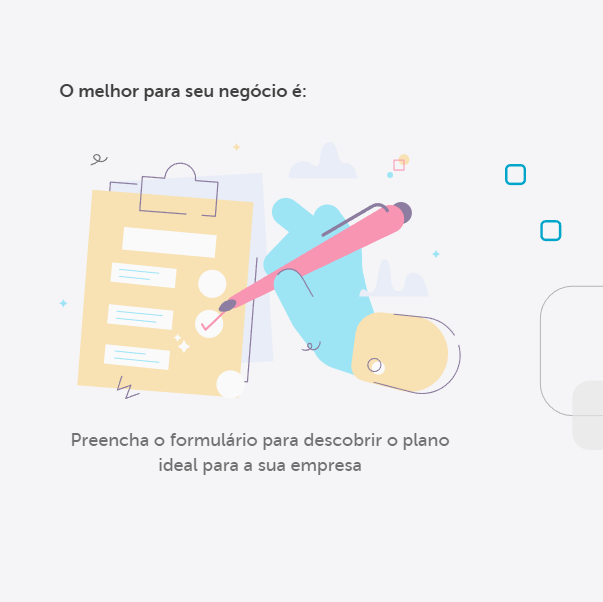 O melhor para seu negócio é:
Preencha o formulário para descobrir o plano
ideal para a sua empresa